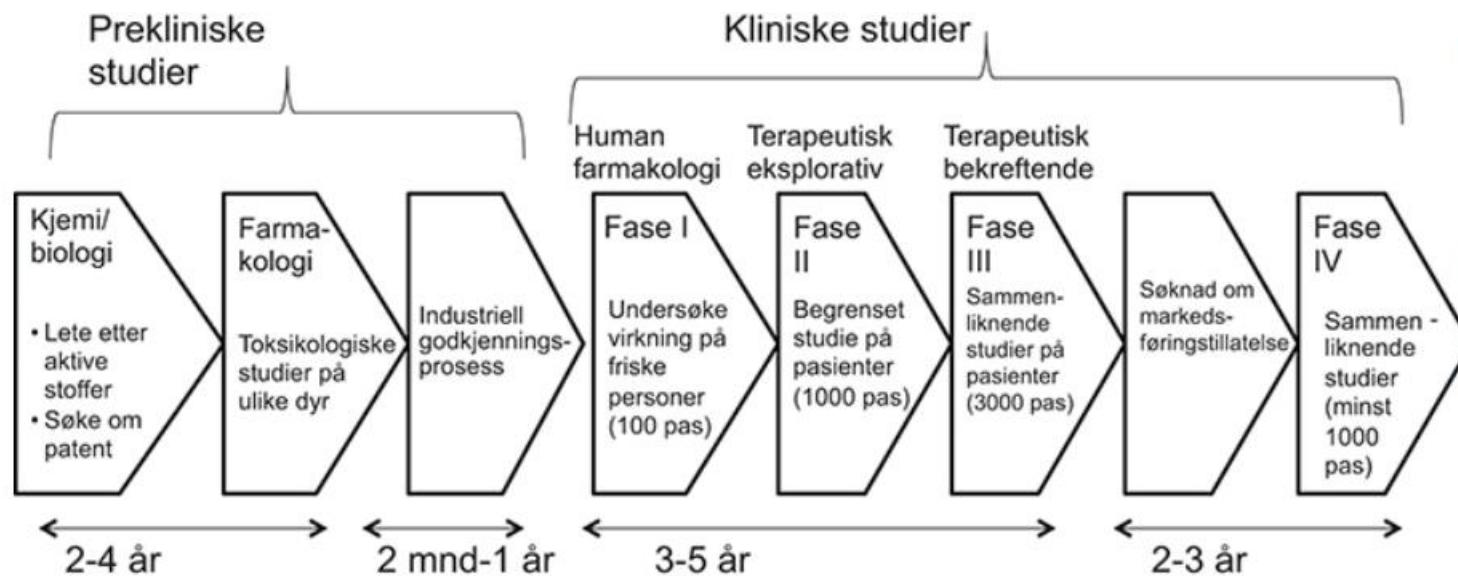 Prekliniske
studier
Kliniske studier
Human
farmakologi
Terapeutisk
eksplorativ
Terapeutisk
bekreftende
Kjemi/
biologi
• Lete etter
aktive
stoffer
• Søke om
patent
Farma-
kologi
Toksikologiske
studier på
ulike dyr
Industriell
godkjennings-
prosess
Fase I
Undersøke
virkning på
friske
personer
(100 pas)
Fase
II
Begrenset
studie på
pasienter
(1000 pas)
Fase
III
Sammen-
liknende
studier på
pasienter
(3000 pas)
Søknad om
markeds-
føringstillatelse
Fase
IV
Sammen -
liknende
studier
(minst
1000
pas)
2-4 år
2 mnd-1 år
3-5 år
2-3 år